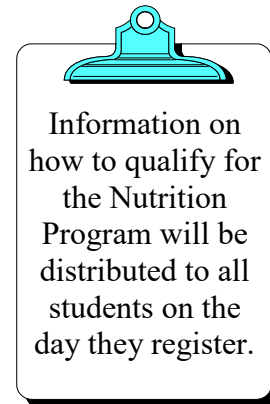 Information on
how to qualify for
the Nutrition
Program will be
distributed to all
students on the
day they register.